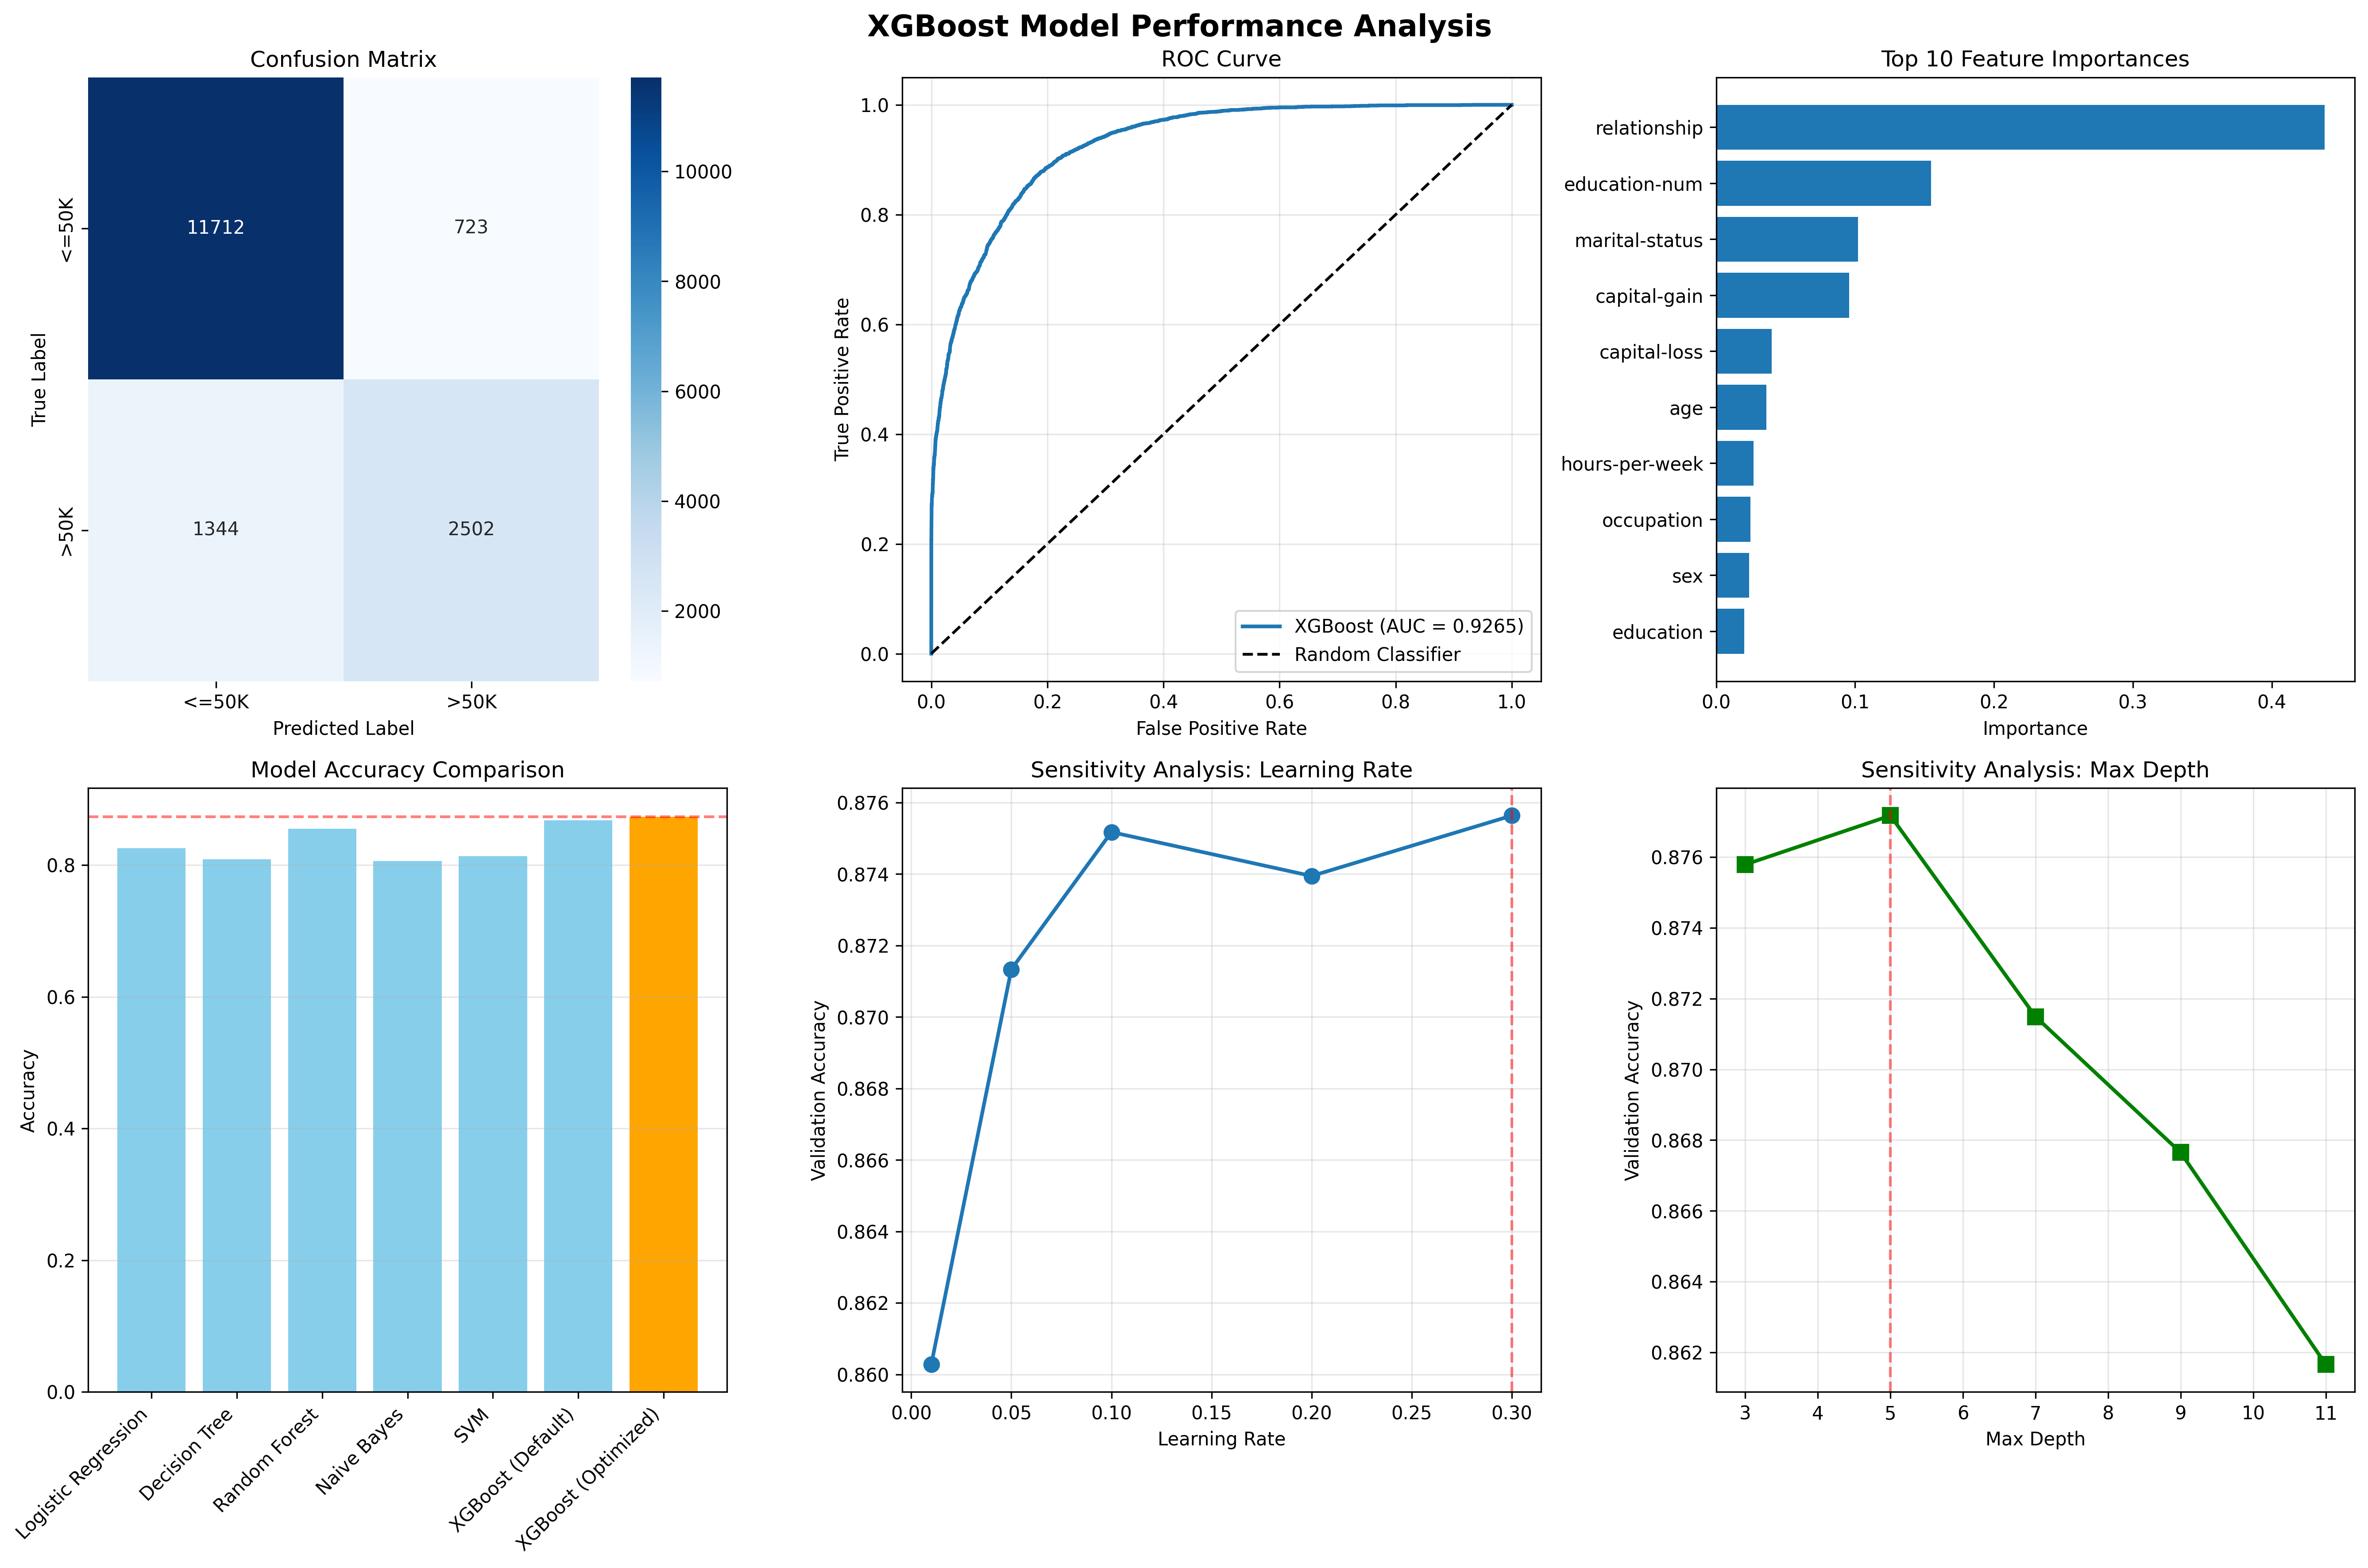 XGBoost Model Performance Analysis
Confusion Matrix
True Label
<=50K
>50K
11712
723
1344
2502
<=50K
>50K
Predicted Label
10000
8000
6000
4000
2000
ROC Curve
True Positive Rate
1.0
0.8
0.6
0.4
0.2
0.0
XGBoost (AUC = 0.9265)
Random Classifier
0.0 0.2 0.4 0.6 0.8 1.0
False Positive Rate
Top 10 Feature Importances
relationship
education-num
marital-status
capital-gain
capital-loss
age
hours-per-week
occupation
sex
education
0.0 0.1 0.2 0.3 0.4
Importance
Model Accuracy Comparison
Accuracy
0.8
0.6
0.4
0.2
0.0
Logistic Regression
Decision Tree
Random Forest
Naive Bayes
SVM
XGBoost (Default)
XGBoost (Optimized)
Sensitivity Analysis: Learning Rate
Validation Accuracy
0.876
0.874
0.872
0.870
0.868
0.866
0.864
0.862
0.860
0.00 0.05 0.10 0.15 0.20 0.25 0.30
Learning Rate
Sensitivity Analysis: Max Depth
Validation Accuracy
0.876
0.874
0.872
0.870
0.868
0.866
0.864
0.862
3 4 5 6 7 8 9 10 11
Max Depth